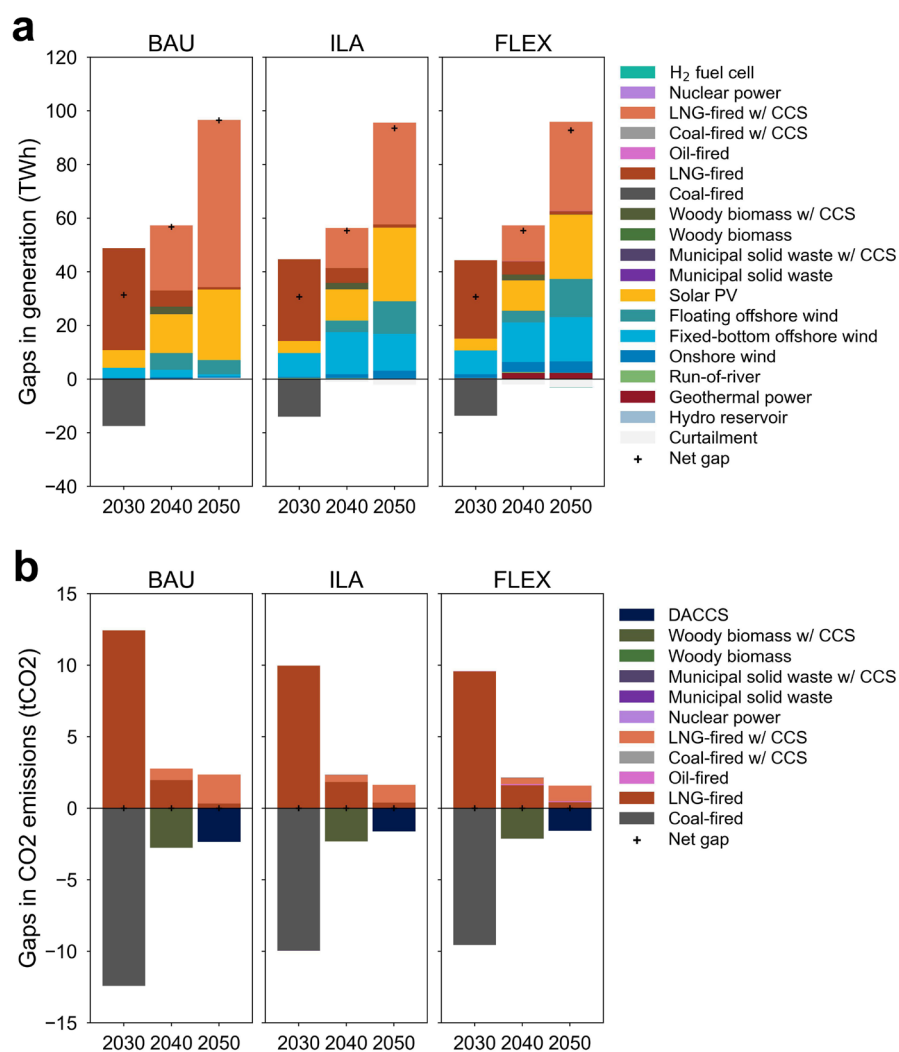 a
BAU
ILA
FLEX
Gaps in generation (TWh)
120
100
80
60
40
20
0
−20
−40
2030 2040 2050
2030 2040 2050
2030 2040 2050
H2 fuel cell
Nuclear power
LNG-fired w/ CCS
Coal-fired w/ CCS
Oil-fired
LNG-fired
Coal-fired
Woody biomass w/ CCS
Woody biomass
Municipal solid waste w/ CCS
Municipal solid waste
Solar PV
Floating offshore wind
Fixed-bottom offshore wind
Onshore wind
Run-of-river
Geothermal power
Hydro reservoir
Curtailment
Net gap
b
BAU
ILA
FLEX
Gaps in CO2 emissions (tCO2)
15
10
5
0
−5
−10
−15
2030 2040 2050
2030 2040 2050
2030 2040 2050
DACCS
Woody biomass w/ CCS
Woody biomass
Municipal solid waste w/ CCS
Municipal solid waste
Nuclear power
LNG-fired w/ CCS
Coal-fired w/ CCS
Oil-fired
LNG-fired
Coal-fired
Net gap